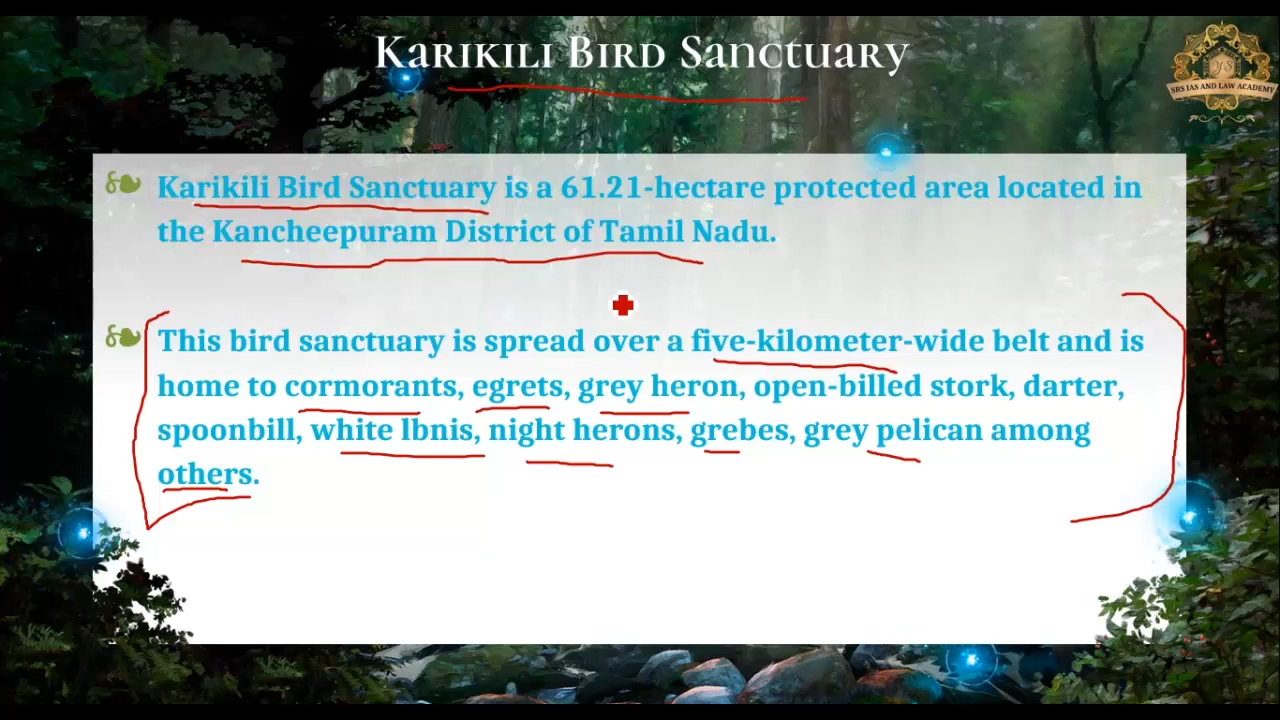 Karikili Bird Sanctuary
SRS IAS AND LAW ACADEMY
Karikili Bird Sanctuary is a 61.21-hectare protected area located in
the Kancheepuram District of Tamil Nadu.
This bird sanctuary is spread over a five-kilometer-wide belt and is
home to cormorants, egrets, grey heron, open-billed stork, darter,
spoonbill, white lbnis, night herons, grebes, grey pelican among
others.